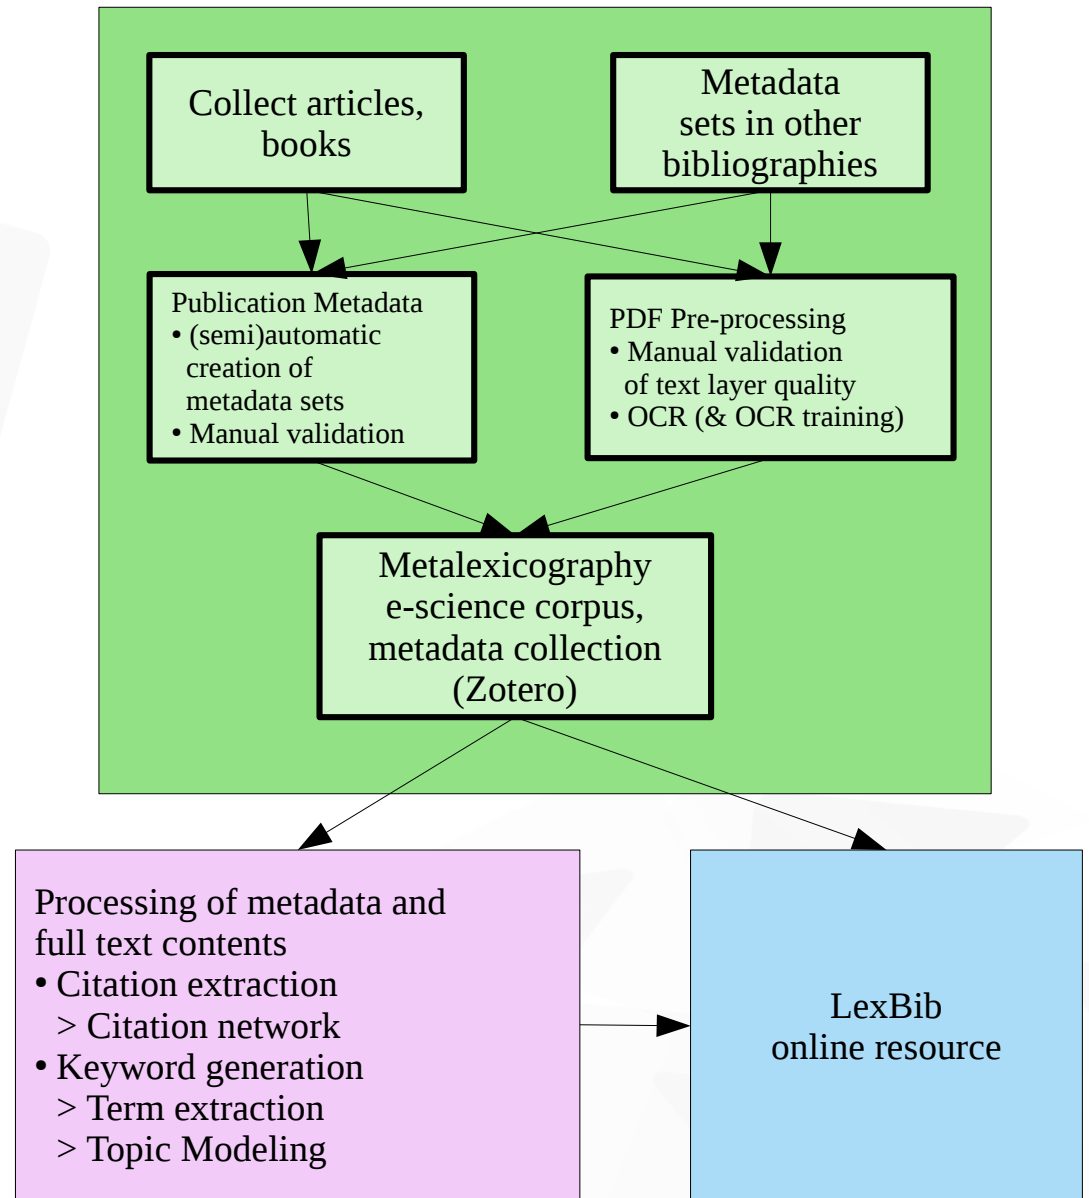 Collect articles,
books
Metadata
sets in other
bibliographies
Publication Metadata
• (semi)automatic
creation of
metadata sets
• Manual validation
PDF Pre-processing
• Manual validation
of text layer quality
• OCR (& OCR training)
Metalexicography
e-science corpus,
metadata collection
(Zotero)
Processing of metadata and
full text contents
• Citation extraction
> Citation network
• Keyword generation
> Term extraction
> Topic Modeling
LexBib
online resource